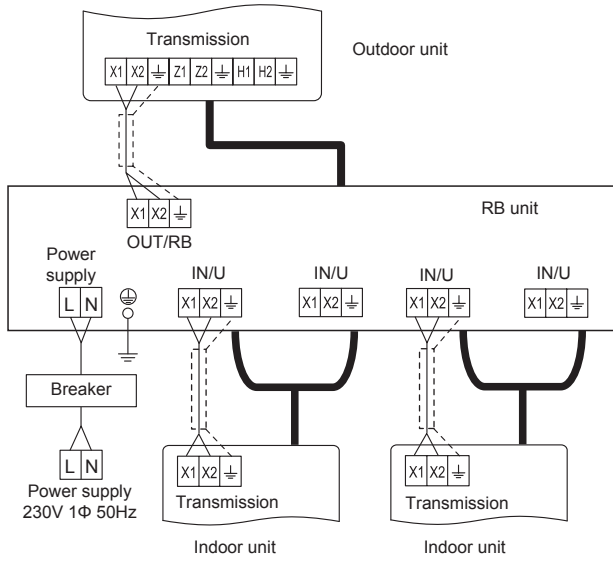 Transmission
Outdoor unit
X1 X2 Z1 Z2 H1 H2
X1 X2
RB unit
OUT/RB
Power
supply
IN/U IN/U IN/U IN/U
L N
X1 X2 X1 X2 X1 X2 X1 X2
Breaker
L N
X1 X2 X1 X2
Power supply
230V 1Φ 50Hz
Transmission Transmission
Indoor unit Indoor unit